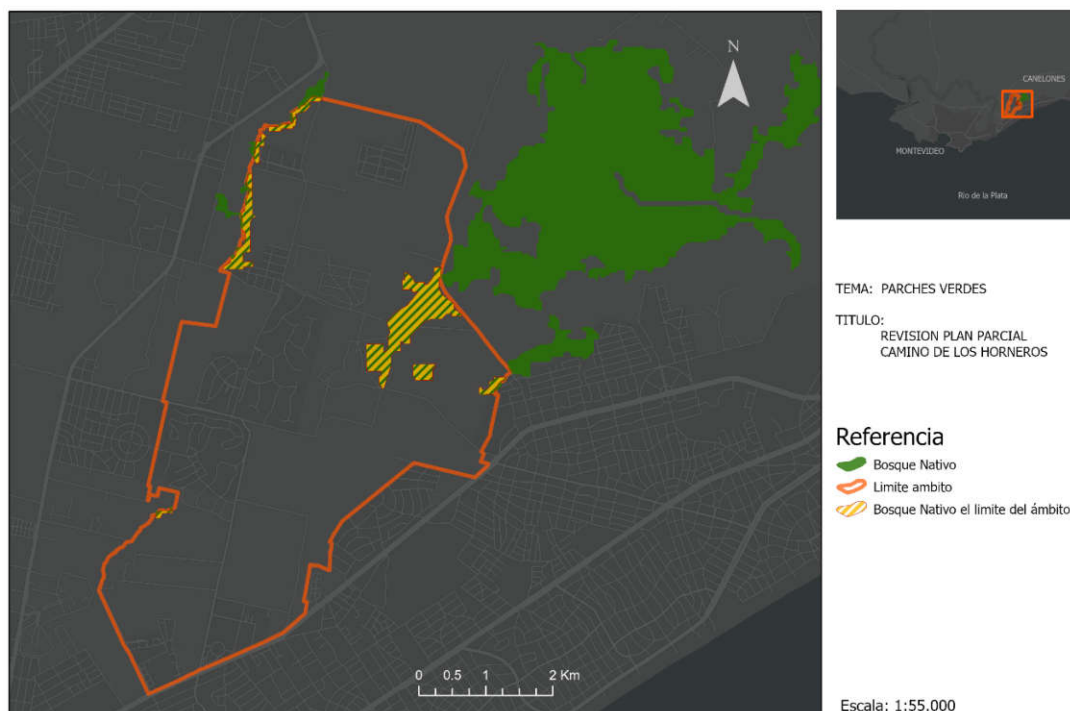 N
0 0.5 1 2 Km
CANELONES
MONTEVIDEO
Rio de la Plata
TEMA: PARCHES VERDES
TITULO:
REVISION PLAN PARCIAL
CAMINO DE LOS HORNEROS
Referencia
Bosque Nativo
Limite ambito
Bosque Nativo el limite del ámbito
Escala: 1:55.000